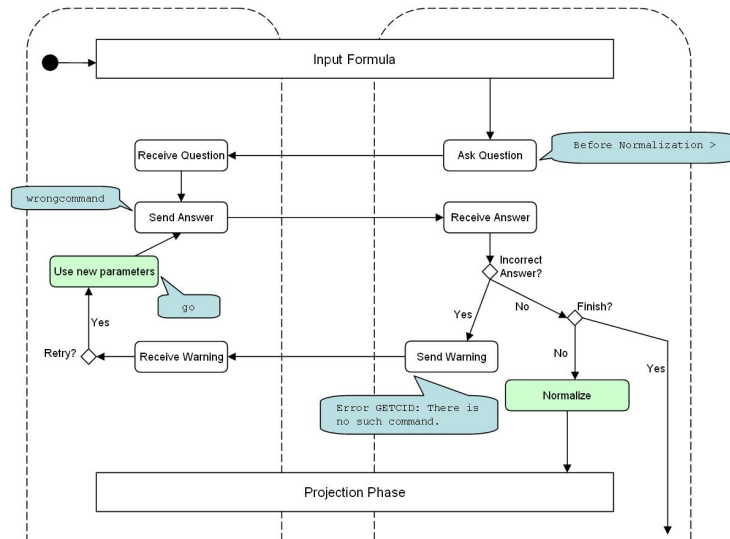 Input Formula
Receive Question
Ask Question
Before Normalization >
wrongcommand
Send Answer
Receive Answer
Incorrect
Answer?
Use new parameters
go
Yes
No
Finish?
Yes
Retry?
Receive Warning
Send Warning
No
Yes
Error GETCID: There is
no such command.
Normalize
Projection Phase